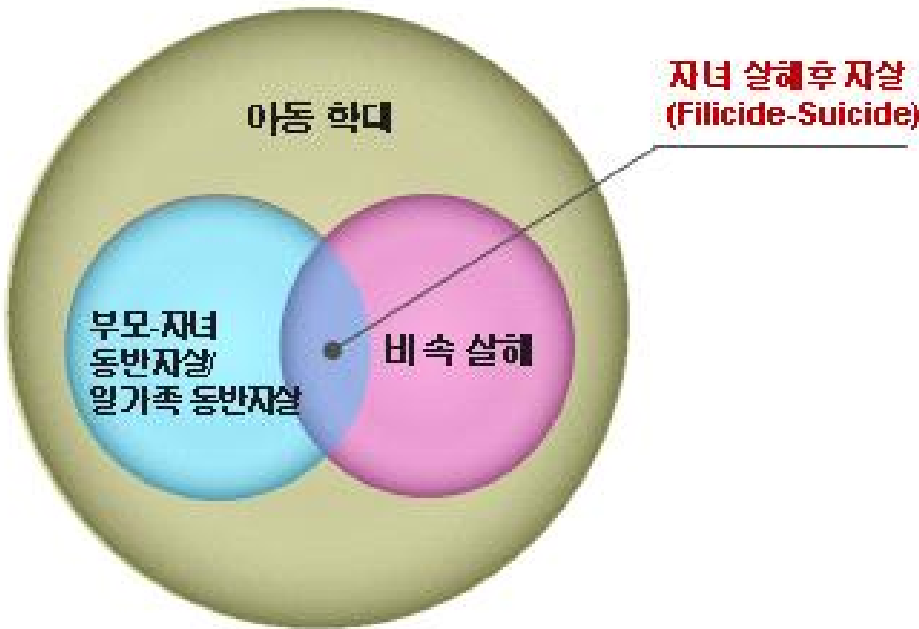 아동 학대
자녀 살해후 자살
(Filicide-Suicide)
부모-자녀
동반자살/
일가족 동반자살
비속 살해